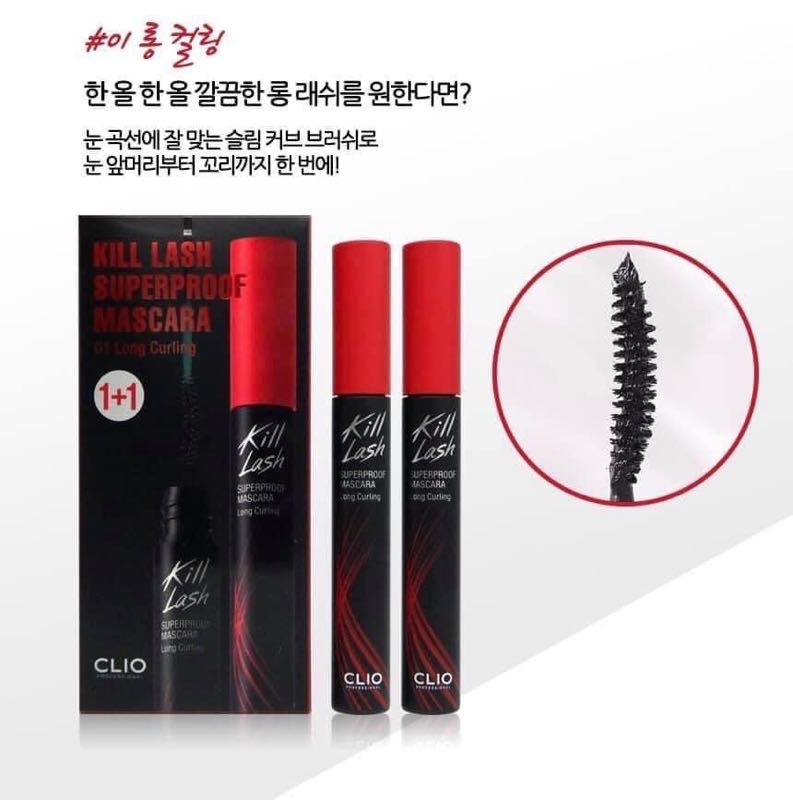 #이 롱 컬링
한 올 한 올 깔끔한 롱 래쉬를 원한다면?
눈 곡선에 잘 맞는 슬림 커브 브러쉬로
눈 앞머리부터 꼬리까지 한 번에!
KILL LASH
SUPERPROOF
MASCARA
01 Long Curling
1+1
Kill
Lash
SUPERPROOF
MASCARA
Long Curling
Kill
Lash
SUPERPROOF
MASCARA
Long Curling
CLIO
PROFESSIONAL
Kill
Lash
SUPERPROOF
MASCARA
Long Curling
CLIO
PROFESSIONAL
Kill
Lash
SUPERPROOF
MASCARA
Long Curling
CLIO
PROFESSIONAL